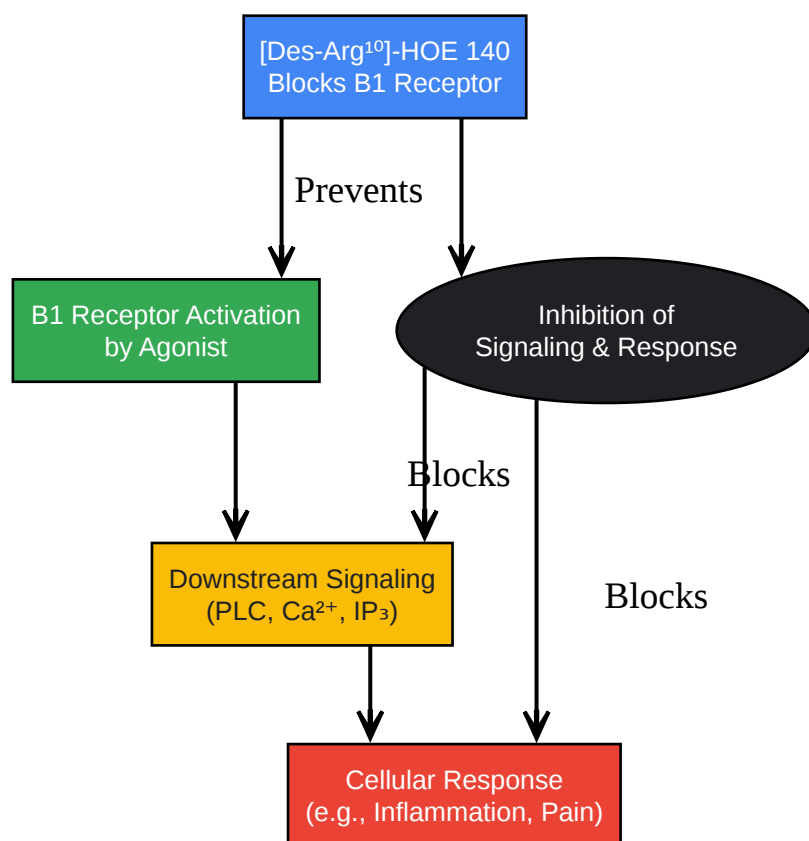 [Des-Arg¹⁰]-HOE 140
Blocks B1 Receptor
Prevents
B1 Receptor Activation
by Agonist
Inhibition of
Signaling & Response
Blocks
Downstream Signaling
(PLC, Ca²⁺, IP₃)
Blocks
Cellular Response
(e.g., Inflammation, Pain)